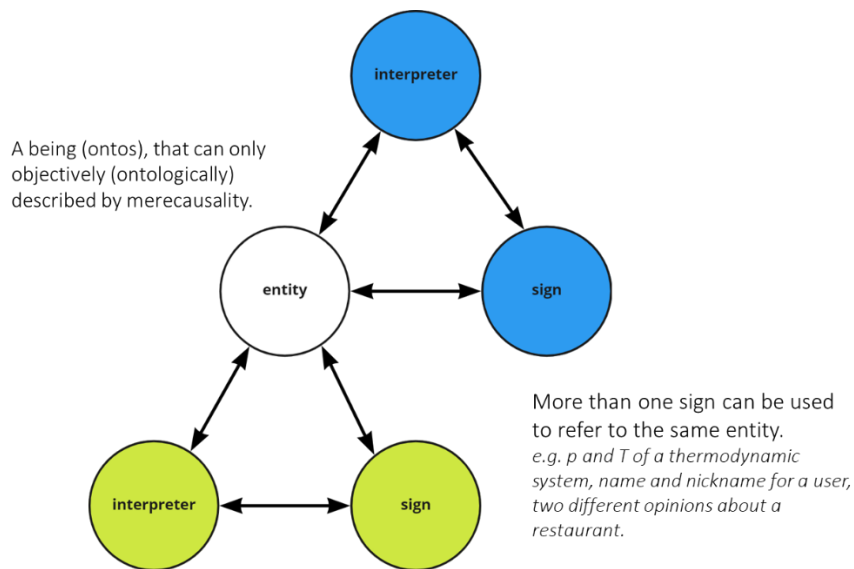 interpreter
A being (ontos), that can only
objectively (ontologically)
described by merecausality.
entity
sign
More than one sign can be used
to refer to the same entity.
e.g. p and T of a thermodynamic
system, name and nickname for a user,
two different opinions about a
restaurant.
interpreter
sign